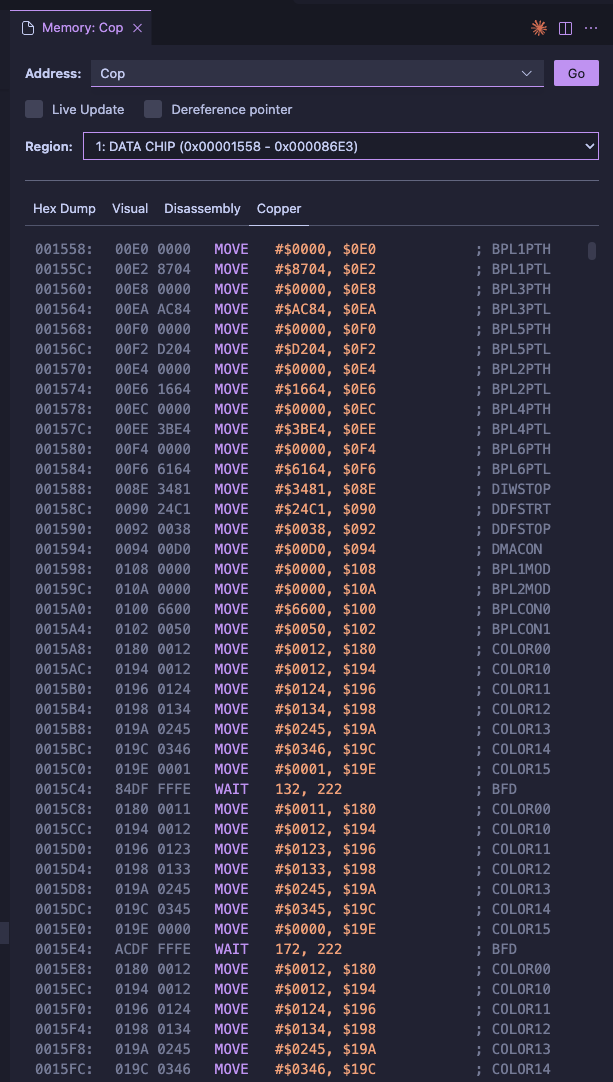 Memory: Cop
Address: Cop Go
Live Update Dereference pointer
Region: 1: DATA CHIP (0x00001558 - 0x000086E3)
Hex Dump Visual Disassembly Copper
001558: 00E0 0000 MOVE #$0000, $0E0 ; BPL1PTH
00155C: 00E2 8704 MOVE #$8704, $0E2 ; BPL1PTL
001560: 00E8 0000 MOVE #$0000, $0E8 ; BPL3PTH
001564: 00EA AC84 MOVE #$AC84, $0EA ; BPL3PTL
001568: 00F0 0000 MOVE #$0000, $0F0 ; BPL5PTH
00156C: 00F2 D204 MOVE #$D204, $0F2 ; BPL5PTL
001570: 00E4 0000 MOVE #$0000, $0E4 ; BPL2PTH
001574: 00E6 1664 MOVE #$1664, $0E6 ; BPL2PTL
001578: 00EC 0000 MOVE #$0000, $0EC ; BPL4PTH
00157C: 00EE 3BE4 MOVE #$3BE4, $0EE ; BPL4PTL
001580: 00F4 0000 MOVE #$0000, $0F4 ; BPL6PTH
001584: 00F6 6164 MOVE #$6164, $0F6 ; BPL6PTL
001588: 008E 3481 MOVE #$3481, $08E ; DIWSTOP
00158C: 0090 24C1 MOVE #$24C1, $090 ; DDFSTRT
001590: 0092 0038 MOVE #$0038, $092 ; DDFSTOP
001594: 0094 00D0 MOVE #$00D0, $094 ; DMACON
001598: 0108 0000 MOVE #$0000, $108 ; BPL1MOD
00159C: 010A 0000 MOVE #$0000, $10A ; BPL2MOD
0015A0: 0100 6600 MOVE #$6600, $100 ; BPLCON0
0015A4: 0102 0050 MOVE #$0050, $102 ; BPLCON1
0015A8: 0180 0012 MOVE #$0012, $180 ; COLOR00
0015AC: 0194 0012 MOVE #$0012, $194 ; COLOR10
0015B0: 0196 0124 MOVE #$0124, $196 ; COLOR11
0015B4: 0198 0134 MOVE #$0134, $198 ; COLOR12
0015B8: 019A 0245 MOVE #$0245, $19A ; COLOR13
0015BC: 019C 0346 MOVE #$0346, $19C ; COLOR14
0015C0: 019E 0001 MOVE #$0001, $19E ; COLOR15
0015C4: 84DF FFFE WAIT 132, 222 ; BFD
0015C8: 0180 0011 MOVE #$0011, $180 ; COLOR00
0015CC: 0194 0012 MOVE #$0012, $194 ; COLOR10
0015D0: 0196 0123 MOVE #$0123, $196 ; COLOR11
0015D4: 0198 0133 MOVE #$0133, $198 ; COLOR12
0015D8: 019A 0245 MOVE #$0245, $19A ; COLOR13
0015DC: 019C 0345 MOVE #$0345, $19C ; COLOR14
0015E0: 019E 0000 MOVE #$0000, $19E ; COLOR15
0015E4: ACDF FFFE WAIT 172, 222 ; BFD
0015E8: 0180 0012 MOVE #$0012, $180 ; COLOR00
0015EC: 0194 0012 MOVE #$0012, $194 ; COLOR10
0015F0: 0196 0124 MOVE #$0124, $196 ; COLOR11
0015F4: 0198 0134 MOVE #$0134, $198 ; COLOR12
0015F8: 019A 0245 MOVE #$0245, $19A ; COLOR13
0015FC: 019C 0346 MOVE #$0346, $19C ; COLOR14